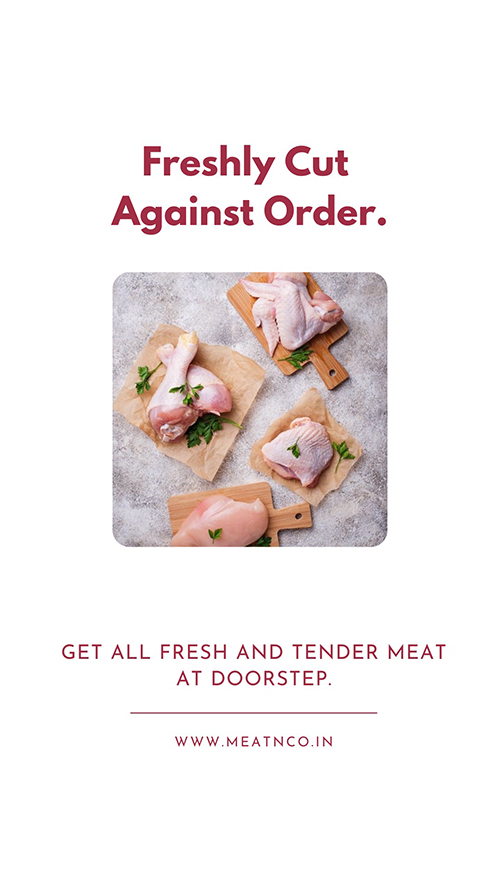 Freshly Cut
Against Order.
GET ALL FRESH AND TENDER MEAT
AT DOORSTEP.
WWW.MEATNCO.IN